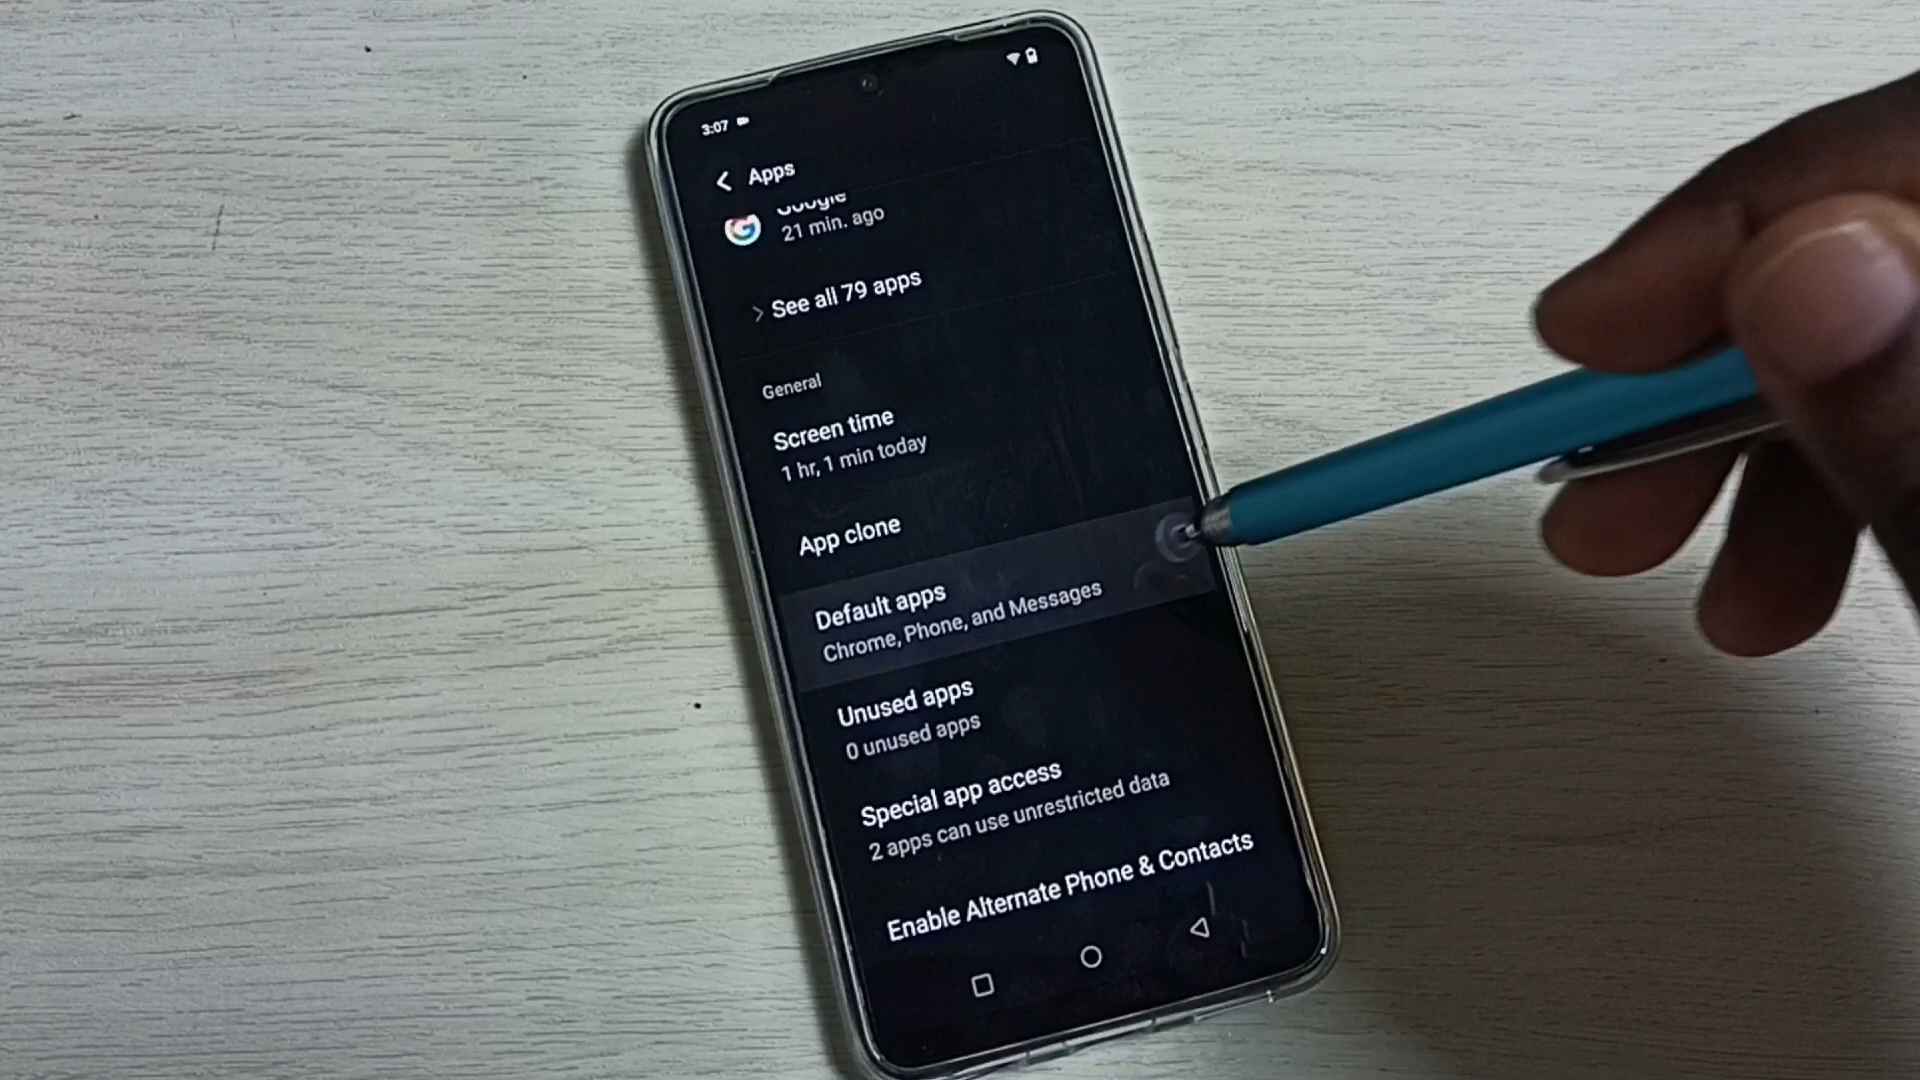 3:07
Apps
Google
21 min. ago
See all 79 apps
General
Screen time
1 hr, 1 min today
App clone
Default apps
Chrome, Phone, and Messages
Unused apps
0 unused apps
Special app access
2 apps can use unrestricted data
Enable Alternate Phone & Contacts